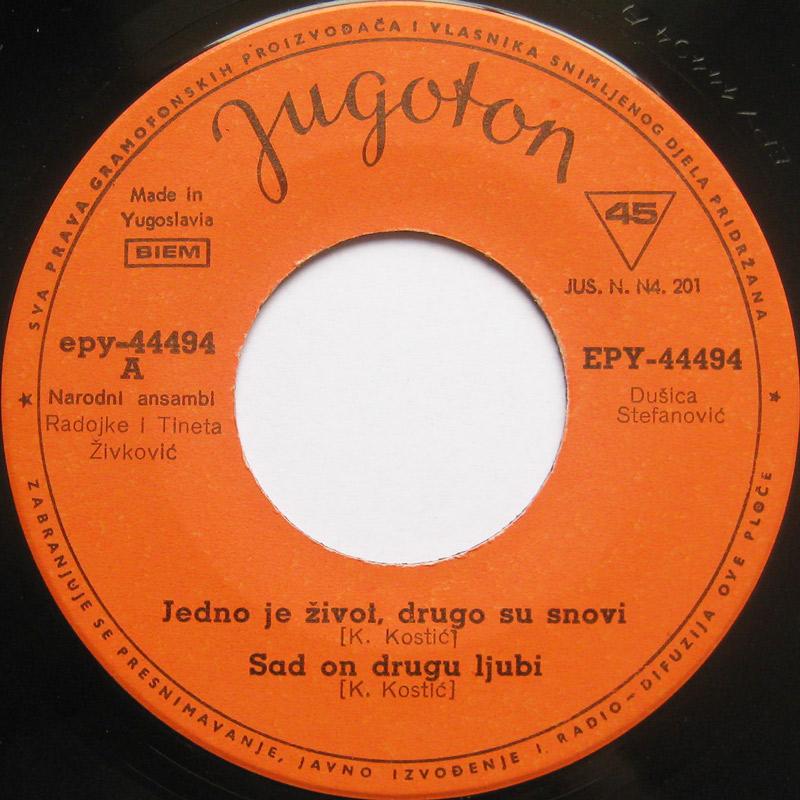 SVA PRAVA GRAMOFONSKIH PROIZVOĐAČA I VLASNIKA SNIMLJENOG DJELA PRIDRŽANA
Jugoton
Made in
Yugoslavia
BIEM
45
JUS. N. N4. 201
epy-44494
A
Narodni ansambl
Radojke i Tineta
Živković
EPY-44494
Dušica
Stefanović
Jedno je život, drugo su snovi
[K. Kostić]
Sad on drugu ljubi
[K. Kostić]
ZABRANJUJE SE PRESNIMAVANJE, JAVNO IZVOĐENJE I RADIO-DIFUZIJA OVE PLOČE